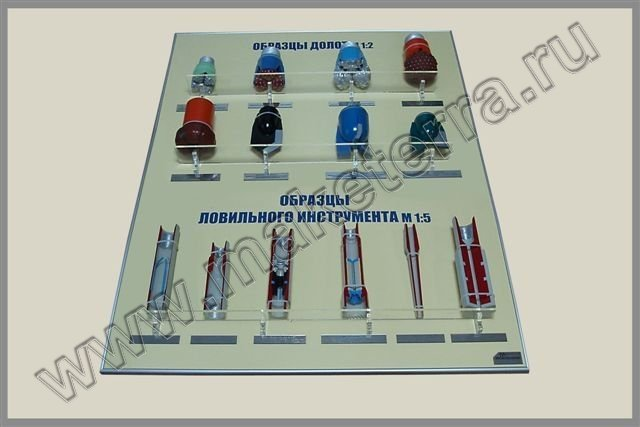 ОБРАЗЦЫ ДОЛОТ М 1:2
ОБРАЗЦЫ
ЛОВИЛЬНОГО ИНСТРУМЕНТА М 1:5
www.maketerra.ru